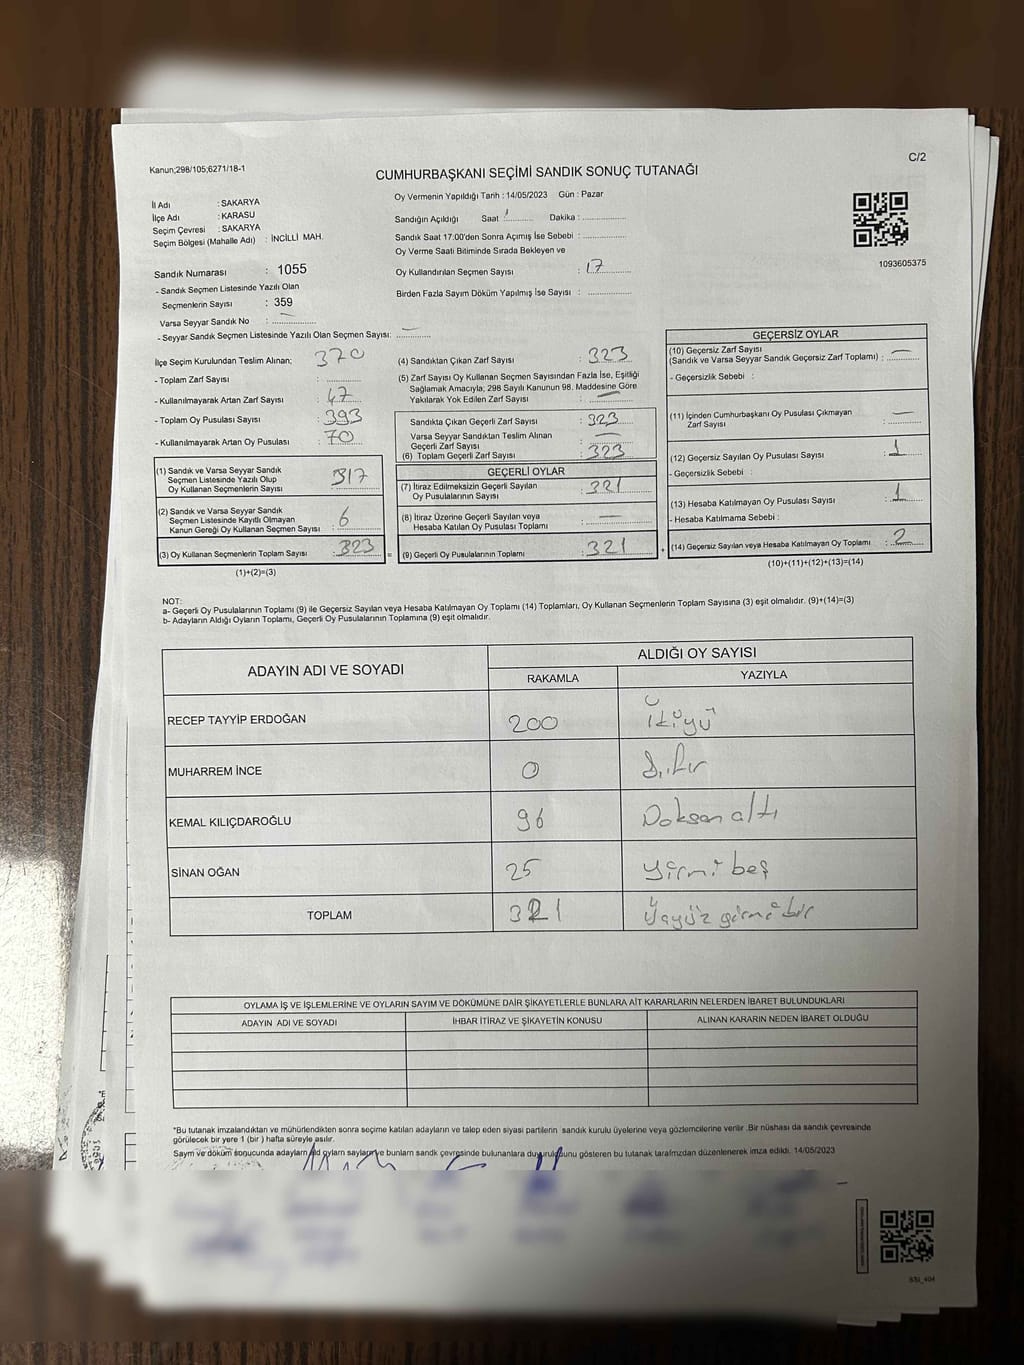 Kanun;298/105;6271/18-1
C/2
CUMHURBAŞKANI SEÇİMİ SANDIK SONUÇ TUTANAĞI
Oy Vermenin Yapıldığı Tarih : 14/05/2023 Gün : Pazar
İl Adı : SAKARYA
İlçe Adı : KARASU
Seçim Çevresi : SAKARYA
Seçim Bölgesi (Mahalle Adı) : İNCİLLİ MAH.
Sandığın Açıldığı Saat : Dakika :
Sandık Saat 17:00'den Sonra Açımış İse Sebebi :
Oy Verme Saati Bitiminde Sırada Bekleyen ve
Oy Kullandırılan Seçmen Sayısı : 17
Birden Fazla Sayım Döküm Yapılmış İse Sayısı :
1093605375
Sandık Numarası : 1055
- Sandık Seçmen Listesinde Yazılı Olan
Seçmenlerin Sayısı : 359
Varsa Seyyar Sandık No :
- Seyyar Sandık Seçmen Listesinde Yazılı Olan Seçmen Sayısı:
İlçe Seçim Kurulundan Teslim Alınan; 370
- Toplam Zarf Sayısı :
- Kullanılmayarak Artan Zarf Sayısı : 47
- Toplam Oy Pusulası Sayısı : 393
- Kullanılmayarak Artan Oy Pusulası : 70
(1) Sandık ve Varsa Seyyar Sandık
Seçmen Listesinde Yazılı Olup
Oy Kullanan Seçmenlerin Sayısı : 317
(2) Sandık ve Varsa Seyyar Sandık
Seçmen Listesinde Kayıtlı Olmayan
Kanun Gereği Oy Kullanan Seçmen Sayısı : 6
(3) Oy Kullanan Seçmenlerin Toplam Sayısı : 323 =
(1)+(2)=(3)
(4) Sandıktan Çıkan Zarf Sayısı : 323
(5) Zarf Sayısı Oy Kullanan Seçmen Sayısından Fazla İse, Eşitliği
Sağlamak Amacıyla; 298 Sayılı Kanunun 98. Maddesine Göre
Yakılarak Yok Edilen Zarf Sayısı : —
Sandıkta Çıkan Geçerli Zarf Sayısı : 323
Varsa Seyyar Sandıktan Teslim Alınan
Geçerli Zarf Sayısı : —
(6) Toplam Geçerli Zarf Sayısı : 323
GEÇERLİ OYLAR
(7) İtiraz Edilmeksizin Geçerli Sayılan
Oy Pusulalarının Sayısı : 321
(8) İtiraz Üzerine Geçerli Sayılan veya
Hesaba Katılan Oy Pusulası Toplamı : —
(9) Geçerli Oy Pusulalarının Toplamı : 321 +
GEÇERSİZ OYLAR
(10) Geçersiz Zarf Sayısı
(Sandık ve Varsa Seyyar Sandık Geçersiz Zarf Toplamı) : —
- Geçersizlik Sebebi :
(11) İçinden Cumhurbaşkanı Oy Pusulası Çıkmayan
Zarf Sayısı : —
(12) Geçersiz Sayılan Oy Pusulası Sayısı : 1
- Geçersizlik Sebebi :
(13) Hesaba Katılmayan Oy Pusulası Sayısı : 1
- Hesaba Katılmama Sebebi :
(14) Geçersiz Sayılan veya Hesaba Katılmayan Oy Toplamı : 2
(10)+(11)+(12)+(13)=(14)
NOT:
a- Geçerli Oy Pusulalarının Toplamı (9) ile Geçersiz Sayılan veya Hesaba Katılmayan Oy Toplamı (14) Toplamları, Oy Kullanan Seçmenlerin Toplam Sayısına (3) eşit olmalıdır. (9)+(14)=(3)
b- Adayların Aldığı Oyların Toplamı, Geçerli Oy Pusulalarının Toplamına (9) eşit olmalıdır.
ADAYIN ADI VE SOYADI ALDIĞI OY SAYISI
RAKAMLA YAZIYLA
RECEP TAYYİP ERDOĞAN 200
MUHARREM İNCE 0 Sıfır
KEMAL KILIÇDAROĞLU 96 Doksan altı
SİNAN OĞAN 25 yirmi beş
TOPLAM 321
OYLAMA İŞ VE İŞLEMLERİNE VE OYLARIN SAYIM VE DÖKÜMÜNE DAİR ŞİKAYETLERLE BUNLARA AİT KARARLARIN NELERDEN İBARET BULUNDUKLARI
ADAYIN ADI VE SOYADI İHBAR İTİRAZ VE ŞİKAYETİN KONUSU ALINAN KARARIN NEDEN İBARET OLDUĞU
*Bu tutanak imzalandıktan ve mühürlendikten sonra seçime katılan adayların ve talep eden siyasi partilerin sandık kurulu üyelerine veya gözlemcilerine verilir .Bir nüshası da sandık çevresinde
görülecek bir yere 1 (bir ) hafta süreyle asılır.
Sayım ve döküm sonucunda adayların aldığı oyların sayılarını ve bunların sandık çevresinde bulunanlara duyurulduğunu gösteren bu tutanak tarafımızdan düzenlenerek imza edildi. 14/05/2023